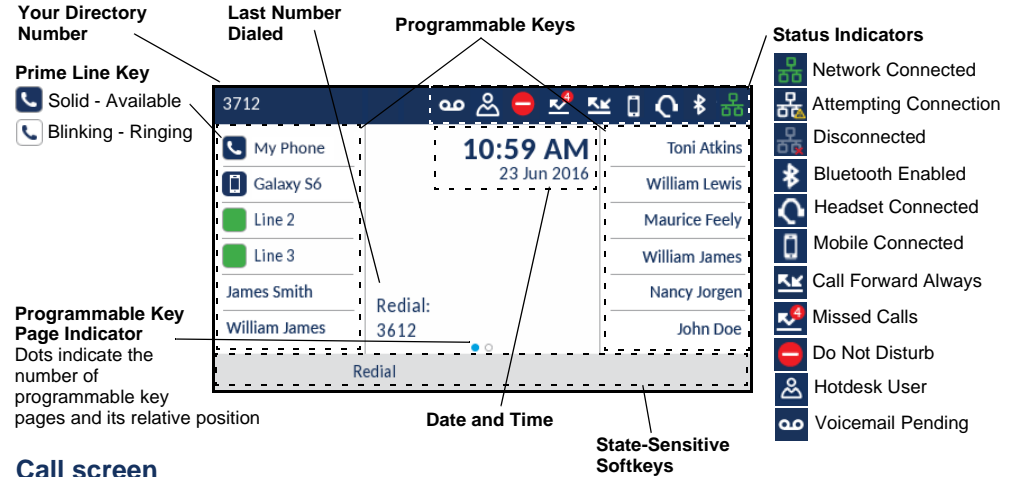 Your Directory
Number
Last Number
Dialed
Programmable Keys
Status Indicators
Prime Line Key
Solid - Available
Blinking - Ringing
Network Connected
Attempting Connection
Disconnected
Bluetooth Enabled
Headset Connected
Mobile Connected
Call Forward Always
Missed Calls
Do Not Disturb
Hotdesk User
Voicemail Pending
3712
4
My Phone
Galaxy S6
Line 2
Line 3
James Smith
William James
10:59 AM
23 Jun 2016
Redial:
3612
Toni Atkins
William Lewis
Maurice Feely
William James
Nancy Jorgen
John Doe
Redial
4
Programmable Key
Page Indicator
Dots indicate the
number of
programmable key
pages and its relative position
Date and Time
State-Sensitive
Softkeys
Call screen